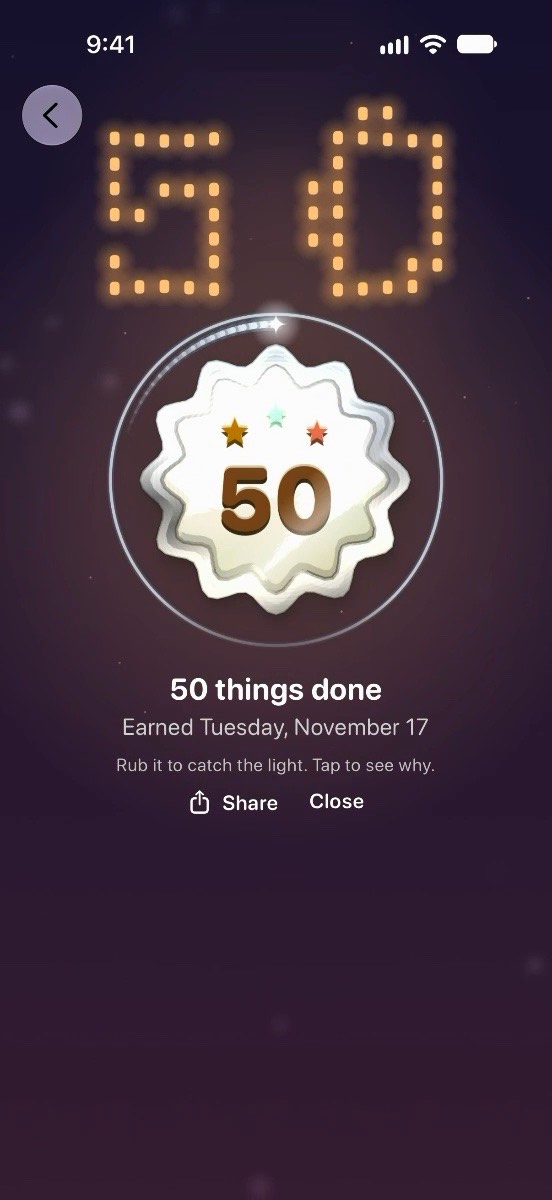 9:41
50
50
50 things done
Earned Tuesday, November 17
Rub it to catch the light. Tap to see why.
Share Close